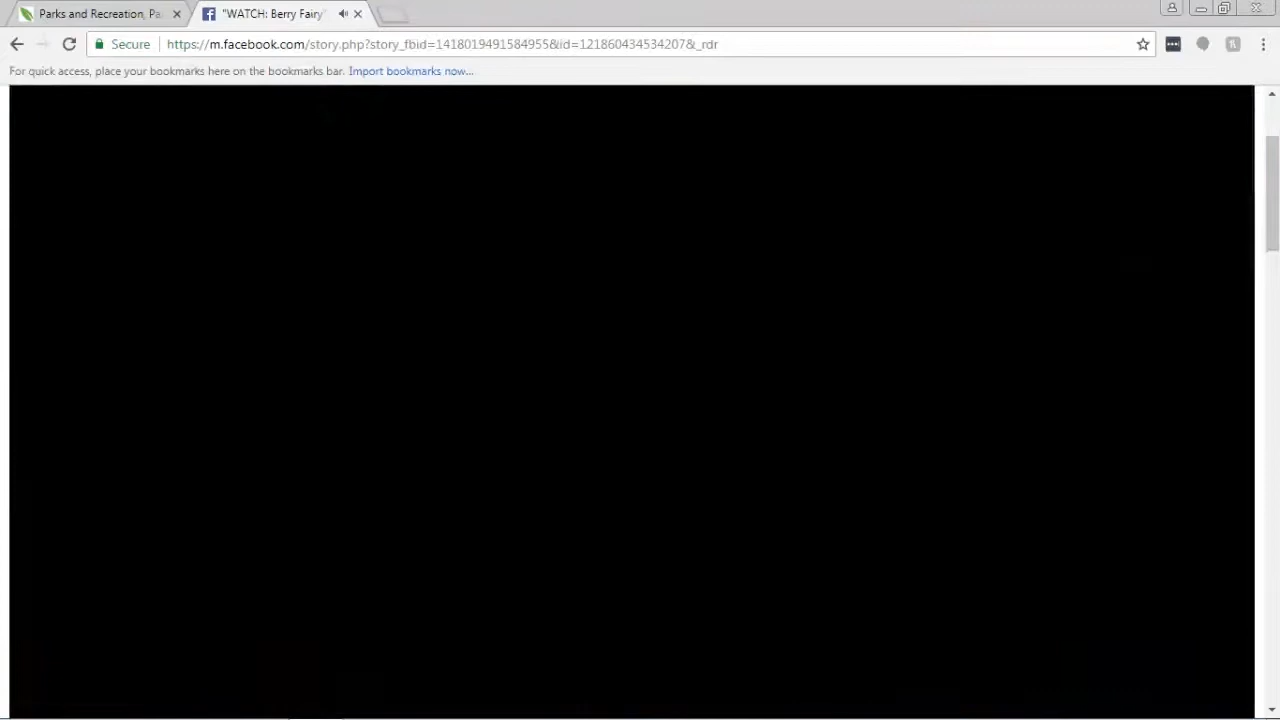 Parks and Recreation, Pa
"WATCH: Berry Fairy"
Secure
https://m.facebook.com/story.php?story_fbid=1418019491584955&id=1218604345342078&_rdr
For quick access, place your bookmarks here on the bookmarks bar. Import bookmarks now...